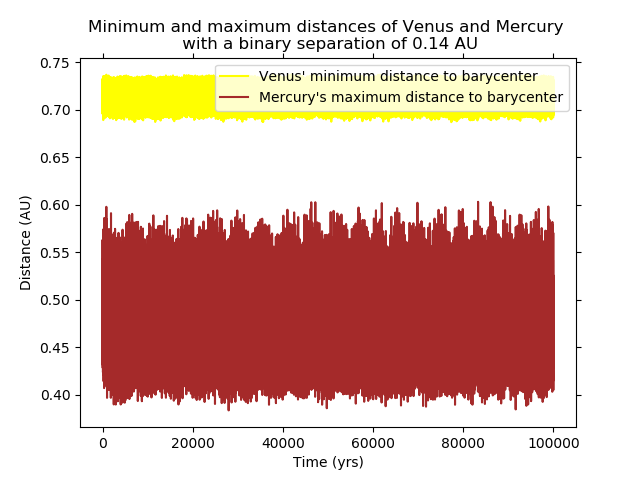 Minimum and maximum distances of Venus and Mercury
with a binary separation of 0.14 AU
Venus' minimum distance to barycenter
Mercury's maximum distance to barycenter
Distance (AU)
0.75
0.70
0.65
0.60
0.55
0.50
0.45
0.40
0 20000 40000 60000 80000 100000
Time (yrs)